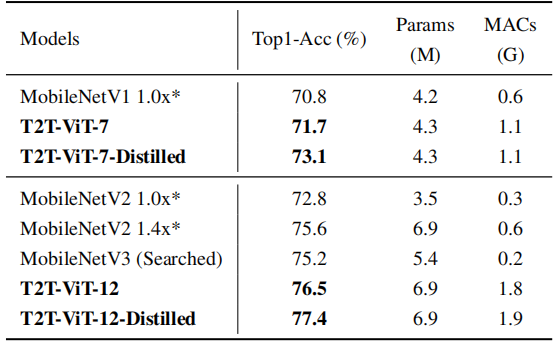 Models Top1-Acc (%) Params (M) MACs (G)
MobileNetV1 1.0x* 70.8 4.2 0.6
T2T-ViT-7 71.7 4.3 1.1
T2T-ViT-7-Distilled 73.1 4.3 1.1
MobileNetV2 1.0x* 72.8 3.5 0.3
MobileNetV2 1.4x* 75.6 6.9 0.6
MobileNetV3 (Searched) 75.2 5.4 0.2
T2T-ViT-12 76.5 6.9 1.8
T2T-ViT-12-Distilled 77.4 6.9 1.9